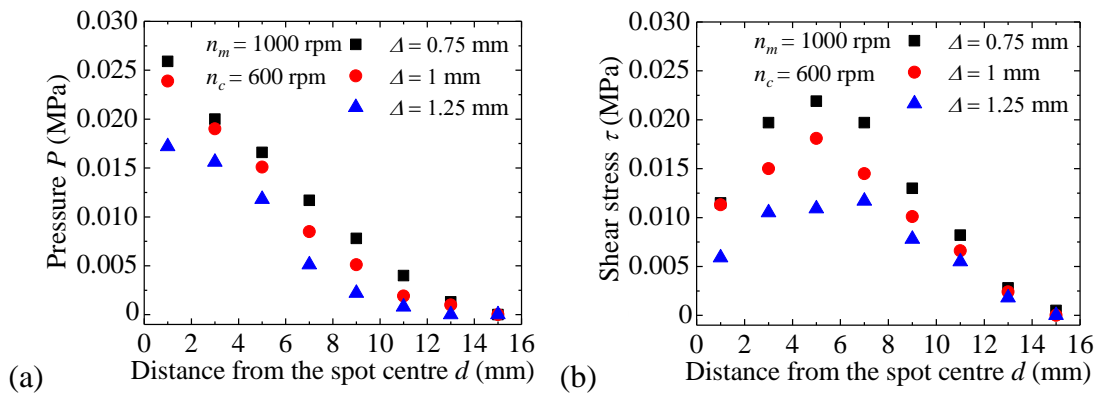 0.030
0.025
0.020
0.015
0.010
0.005
0
Pressure P (MPa)
n_m = 1000 rpm
n_c = 600 rpm
Δ = 0.75 mm
Δ = 1 mm
Δ = 1.25 mm
0 2 4 6 8 10 12 14 16
Distance from the spot centre d (mm)
(a)
0.030
0.025
0.020
0.015
0.010
0.005
0
Shear stress τ (MPa)
n_m = 1000 rpm
n_c = 600 rpm
Δ = 0.75 mm
Δ = 1 mm
Δ = 1.25 mm
0 2 4 6 8 10 12 14 16
Distance from the spot centre d (mm)
(b)